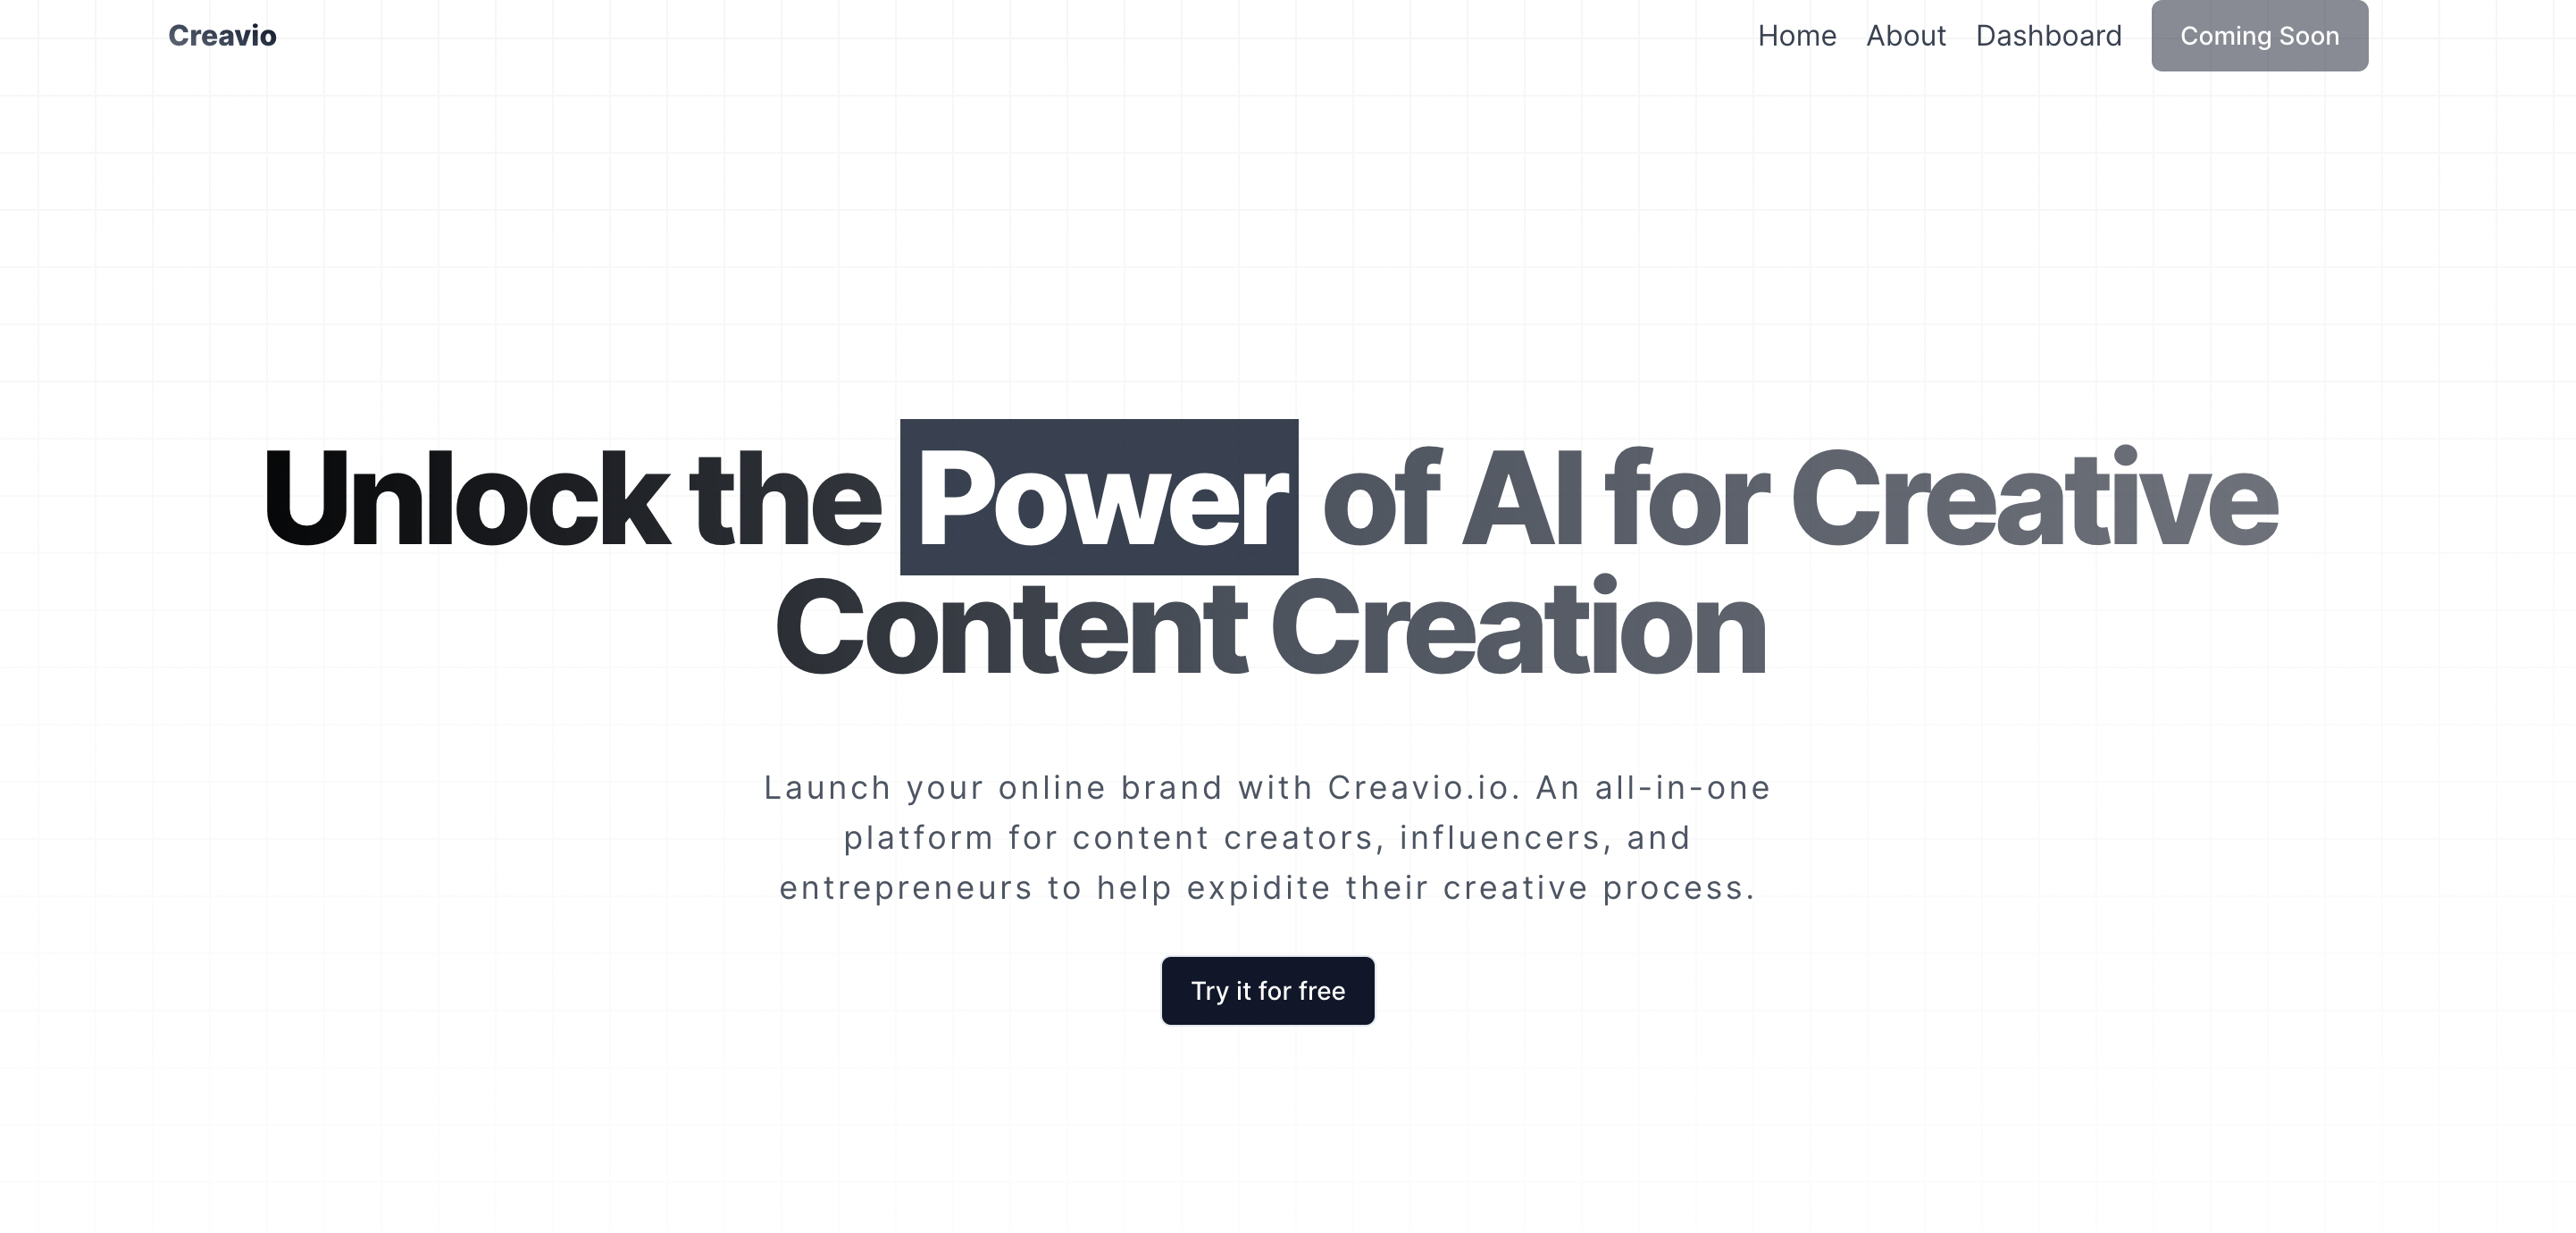 Creavio
Home About Dashboard Coming Soon
Unlock the Power of AI for Creative
Content Creation
Launch your online brand with Creavio.io. An all-in-one
platform for content creators, influencers, and
entrepreneurs to help expidite their creative process.
Try it for free